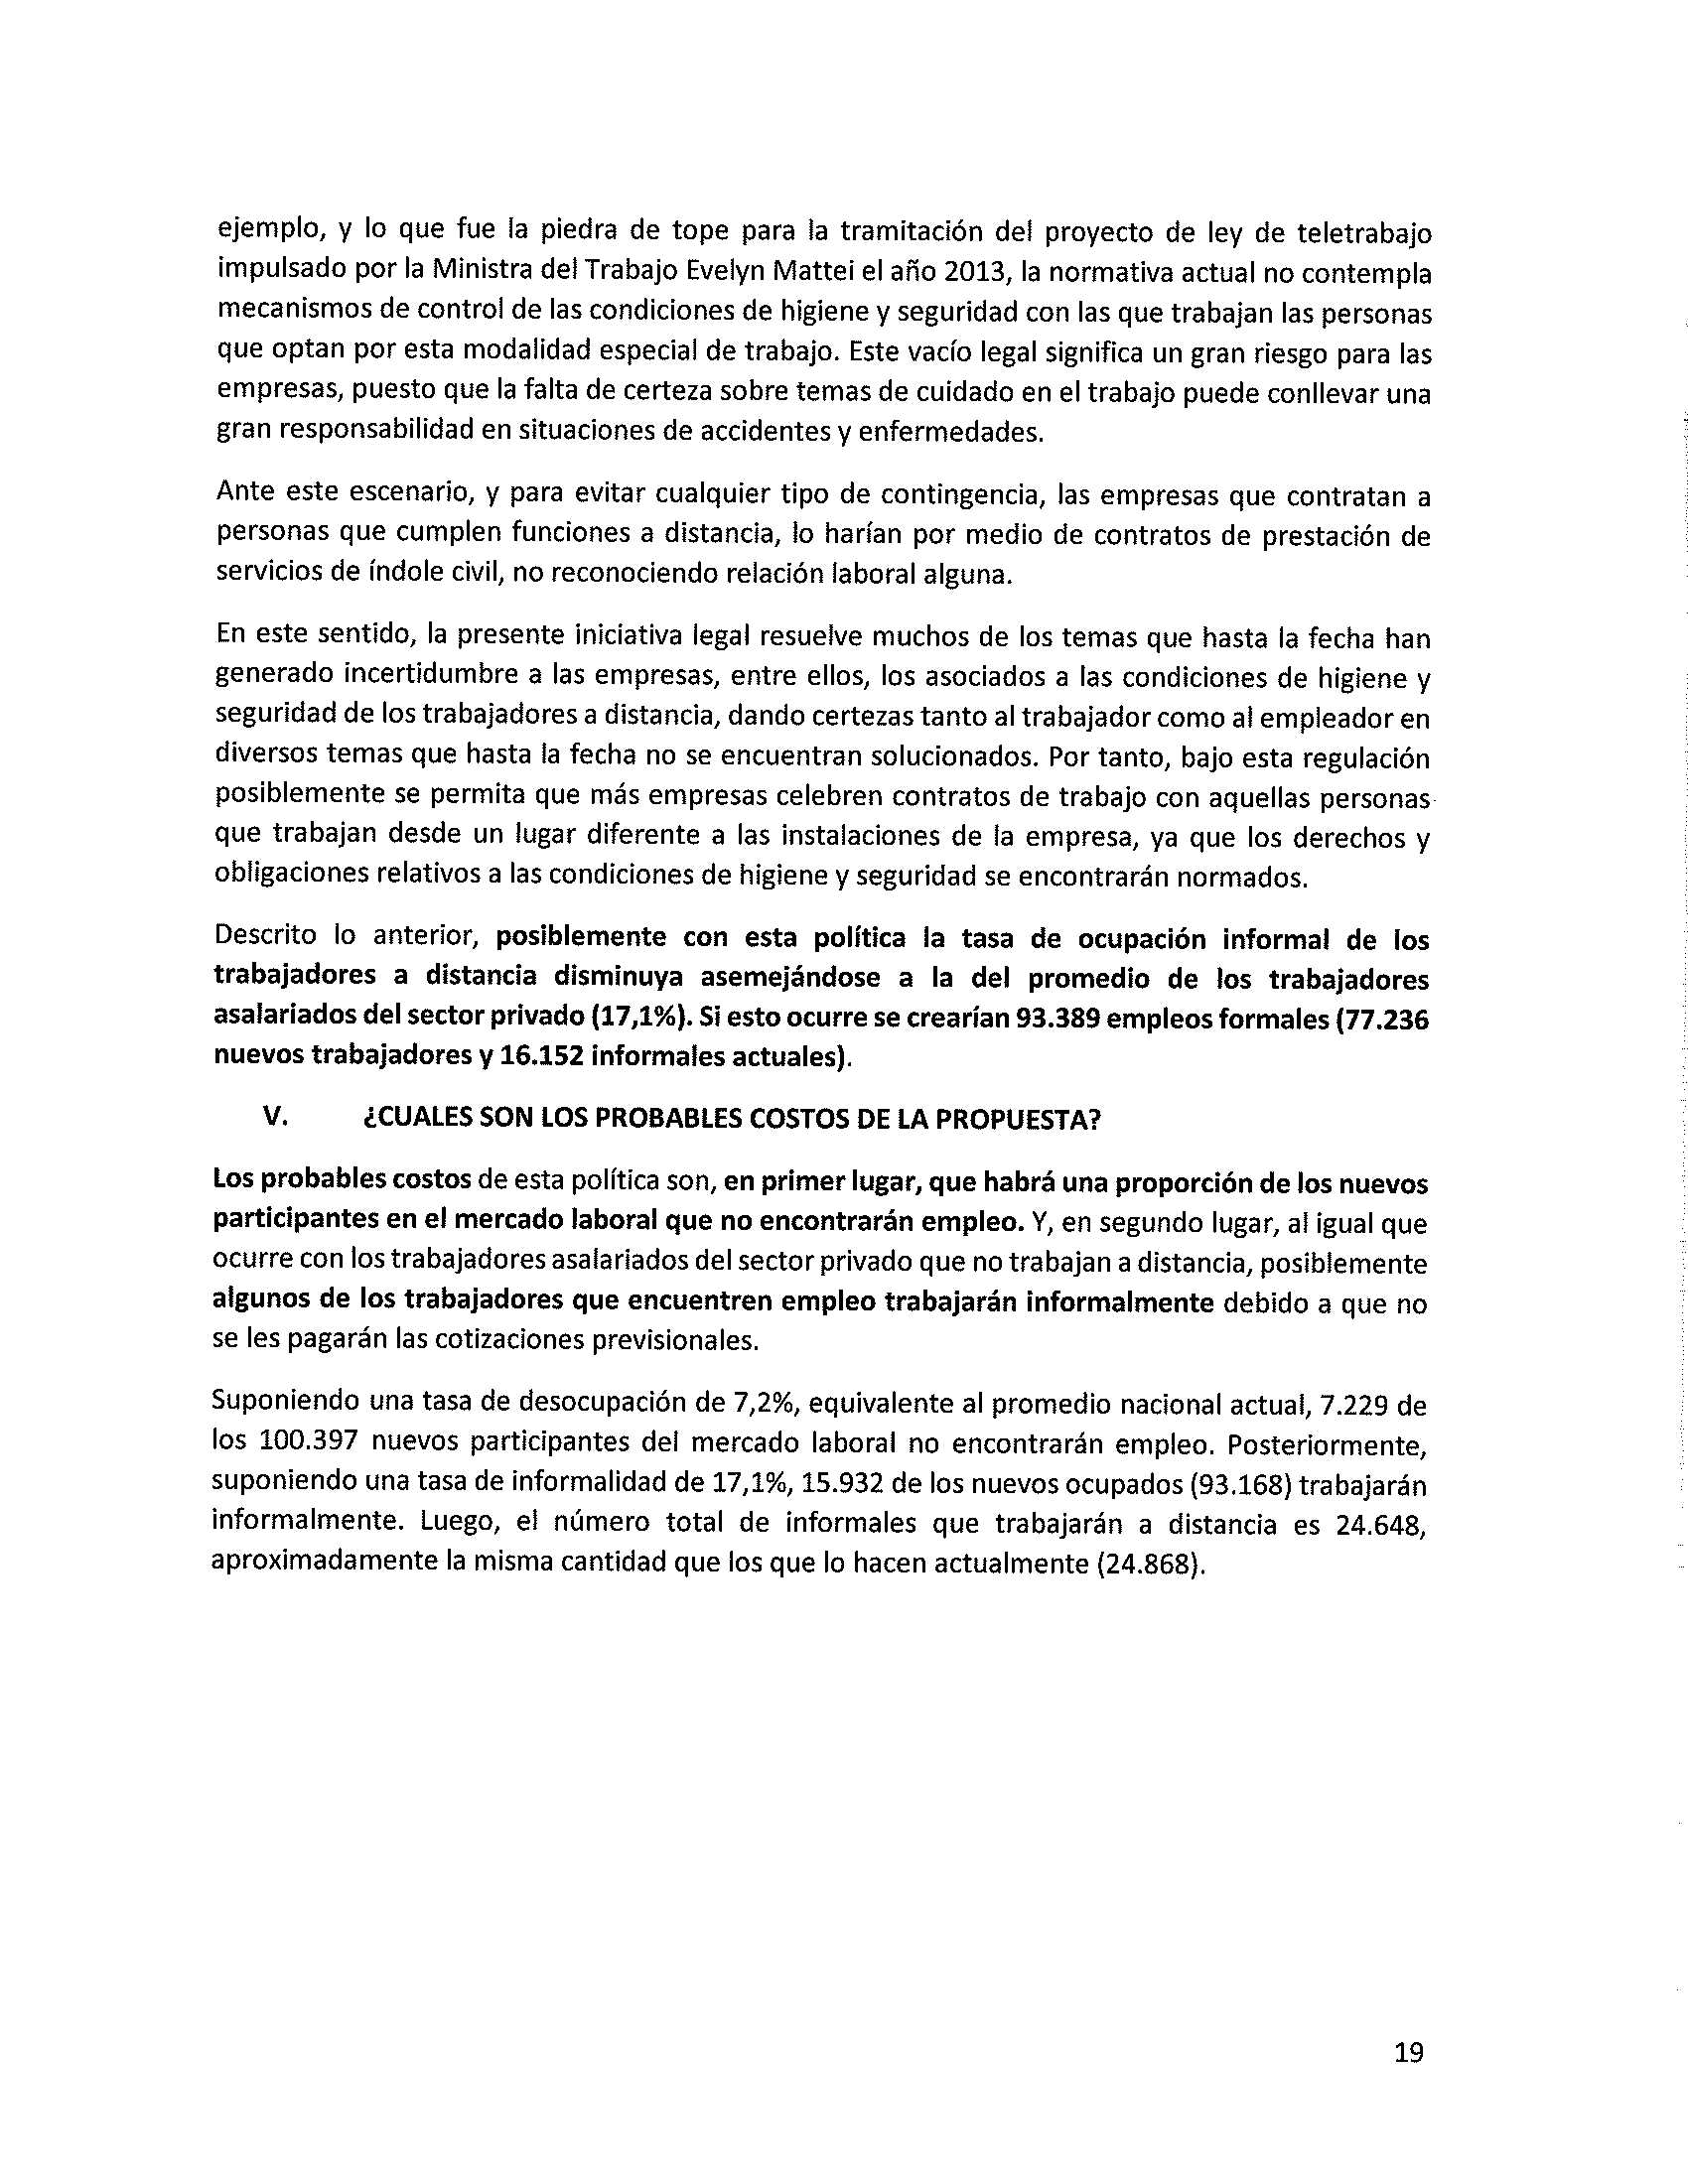 ejemplo, y lo que fue la piedra de tope para la tramitación del proyecto de ley de teletrabajo
impulsado por la Ministra del Trabajo Evelyn Mattei el año 2013, la normativa actual no contempla
mecanismos de control de las condiciones de higiene y seguridad con las que trabajan las personas
que optan por esta modalidad especial de trabajo. Este vacío legal significa un gran riesgo para las
empresas, puesto que la falta de certeza sobre temas de cuidado en el trabajo puede conllevar una
gran responsabilidad en situaciones de accidentes y enfermedades.
Ante este escenario, y para evitar cualquier tipo de contingencia, las empresas que contratan a
personas que cumplen funciones a distancia, lo harían por medio de contratos de prestación de
servicios de índole civil, no reconociendo relación laboral alguna.
En este sentido, la presente iniciativa legal resuelve muchos de los temas que hasta la fecha han
generado incertidumbre a las empresas, entre ellos, los asociados a las condiciones de higiene y
seguridad de los trabajadores a distancia, dando certezas tanto al trabajador como al empleador en
diversos temas que hasta la fecha no se encuentran solucionados. Por tanto, bajo esta regulación
posiblemente se permita que más empresas celebren contratos de trabajo con aquellas personas
que trabajan desde un lugar diferente a las instalaciones de la empresa, ya que los derechos y
obligaciones relativos a las condiciones de higiene y seguridad se encontrarán normados.
Descrito lo anterior, posiblemente con esta política la tasa de ocupación informal de los
trabajadores a distancia disminuya asemejándose a la del promedio de los trabajadores
asalariados del sector privado (17,1%). Si esto ocurre se crearían 93.389 empleos formales (77.236
nuevos trabajadores y 16.152 informales actuales).
V. ¿CUALES SON LOS PROBABLES COSTOS DE LA PROPUESTA?
Los probables costos de esta política son, en primer lugar, que habrá una proporción de los nuevos
participantes en el mercado laboral que no encontrarán empleo. Y, en segundo lugar, al igual que
ocurre con los trabajadores asalariados del sector privado que no trabajan a distancia, posiblemente
algunos de los trabajadores que encuentren empleo trabajarán informalmente debido a que no
se les pagarán las cotizaciones previsionales.
Suponiendo una tasa de desocupación de 7,2%, equivalente al promedio nacional actual, 7.229 de
los 100.397 nuevos participantes del mercado laboral no encontrarán empleo. Posteriormente,
suponiendo una tasa de informalidad de 17,1%, 15.932 de los nuevos ocupados (93.168) trabajarán
informalmente. Luego, el número total de informales que trabajarán a distancia es 24.648,
aproximadamente la misma cantidad que los que lo hacen actualmente (24.868).
19